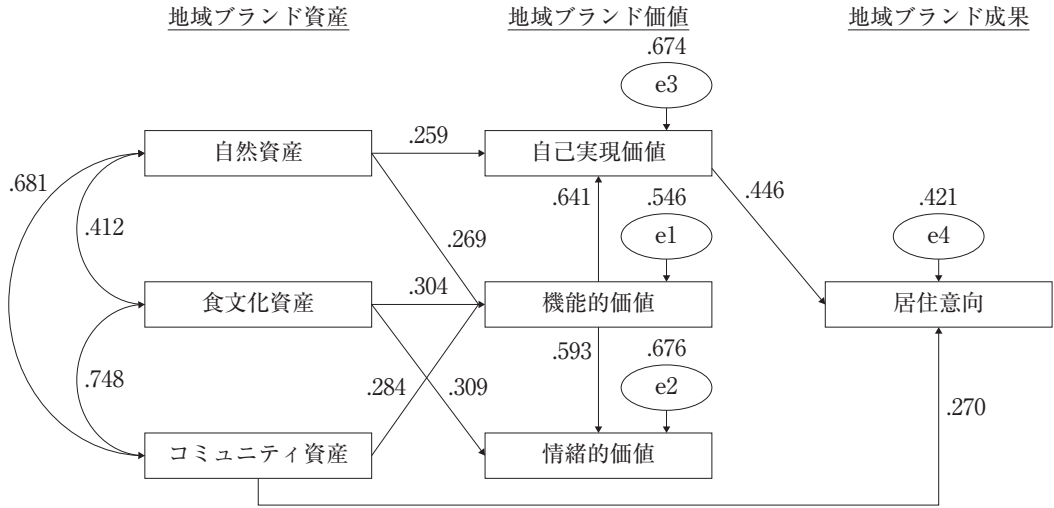 地域ブランド資産 地域ブランド価値 地域ブランド成果
.674
e3
自然資産 .259 自己実現価値
.681 .641 .546 .446 .421
.412 .269 e1 e4
食文化資産 .304 機能的価値 居住意向
.593 .676
.748 .284 .309 e2 .270
コミュニティ資産 情緒的価値